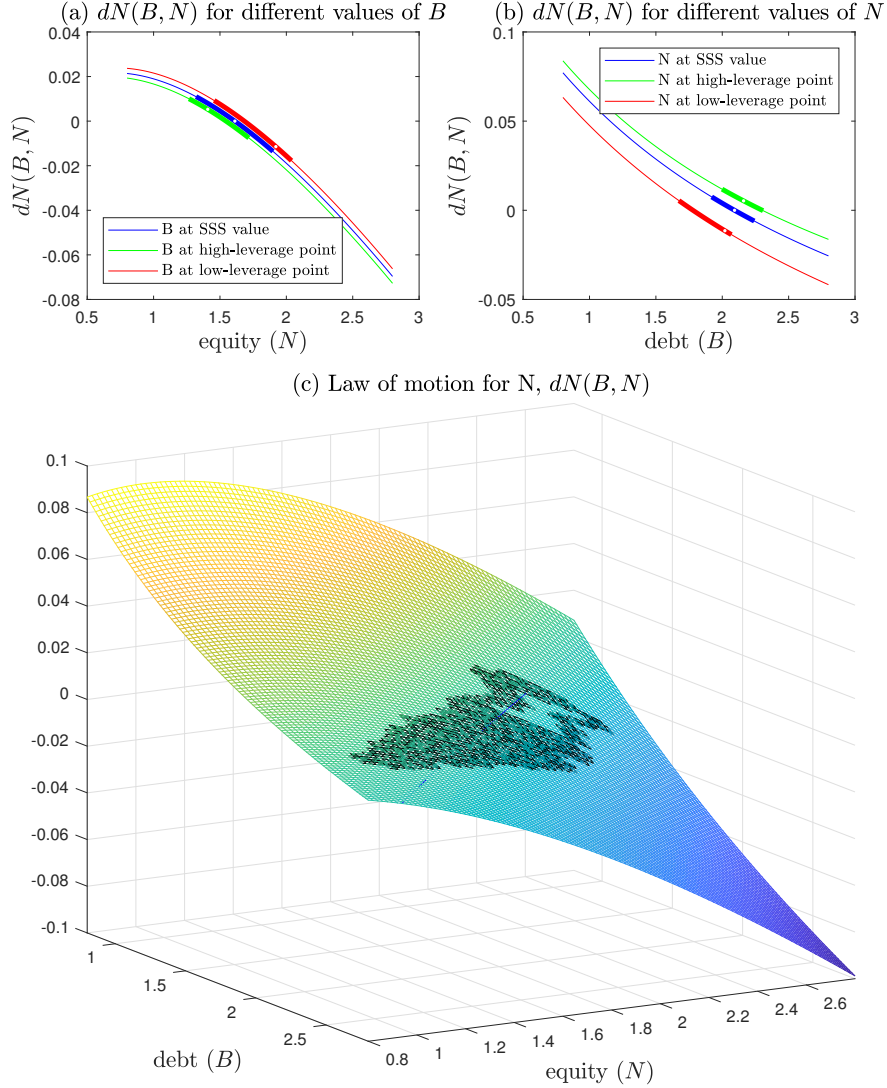 (a) dN(B, N) for different values of B
(b) dN(B, N) for different values of N
0.04
0.02
0
-0.02
-0.04
-0.06
-0.08
dN(B, N)
B at SSS value
B at high-leverage point
B at low-leverage point
0.5 1 1.5 2 2.5 3
equity (N)
0.1
0.05
0
-0.05
dN(B, N)
N at SSS value
N at high-leverage point
N at low-leverage point
0.5 1 1.5 2 2.5 3
debt (B)
(c) Law of motion for N, dN(B, N)
0.1
0.08
0.06
0.04
0.02
0
-0.02
-0.04
-0.06
-0.08
-0.1
1 1.5 2 2.5
debt (B)
0.8 1 1.2 1.4 1.6 1.8 2 2.2 2.4 2.6
equity (N)